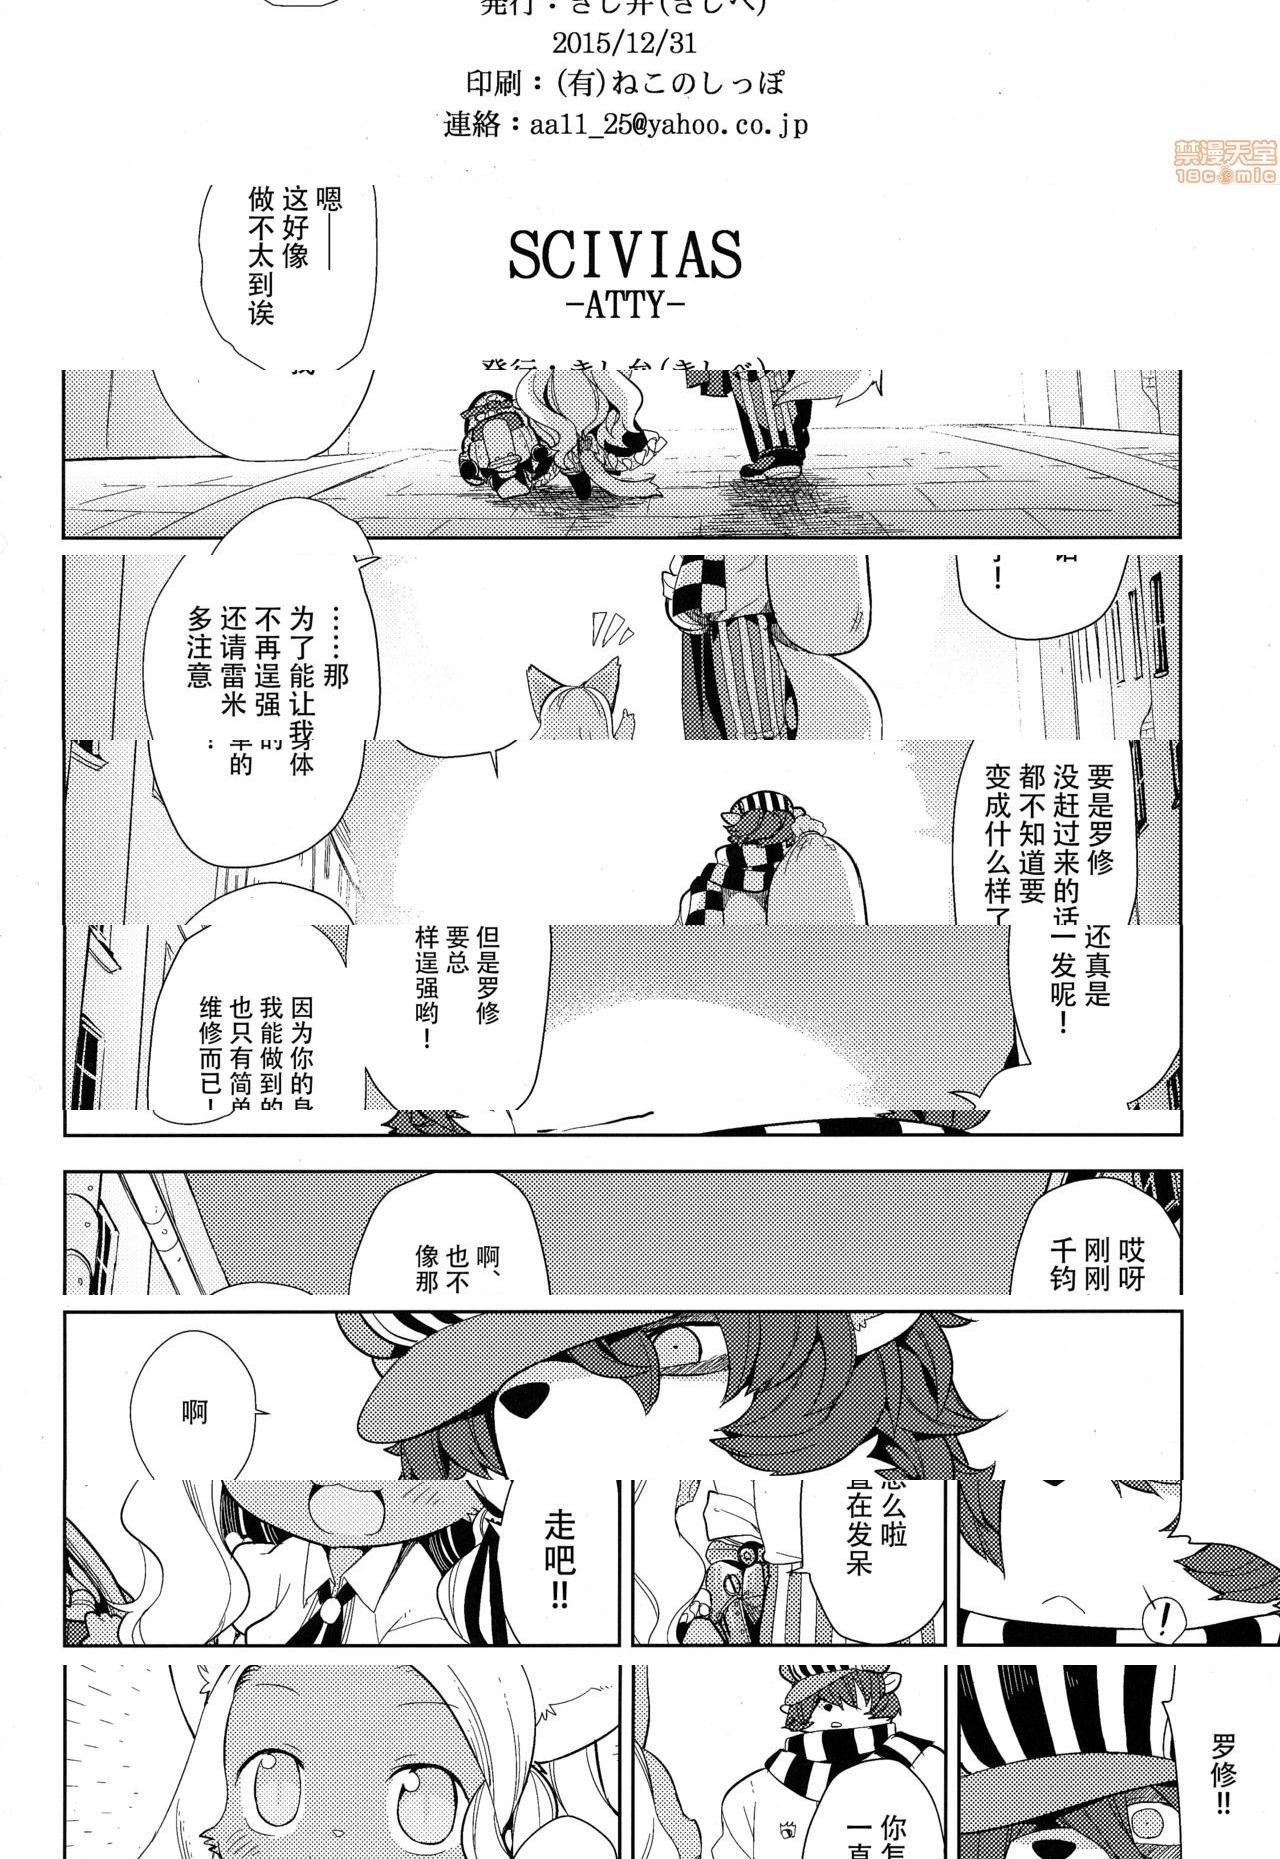 2015/12/31
印刷：(有)ねこのしっぽ
連絡：aa11_25@yahoo.co.jp
禁漫天堂
18comic
嗯——
这好像
做不太到诶
SCIVIAS
-ATTY-
……那
为了能让我
不再逞强
还请雷米
多注意
身体
单的
！
要是罗修
没赶过来的话
都不知道要
变成什么样了
还真是
一发呢！
但是罗修
要总
样逞强哟！
因为你的身
我能做到的
也只有简单
维修而已！
哎呀
刚刚
千钧
啊、
也不
像那
啊
怎么啦
直在发呆
走吧!!
！
罗修!!
你怎
一直